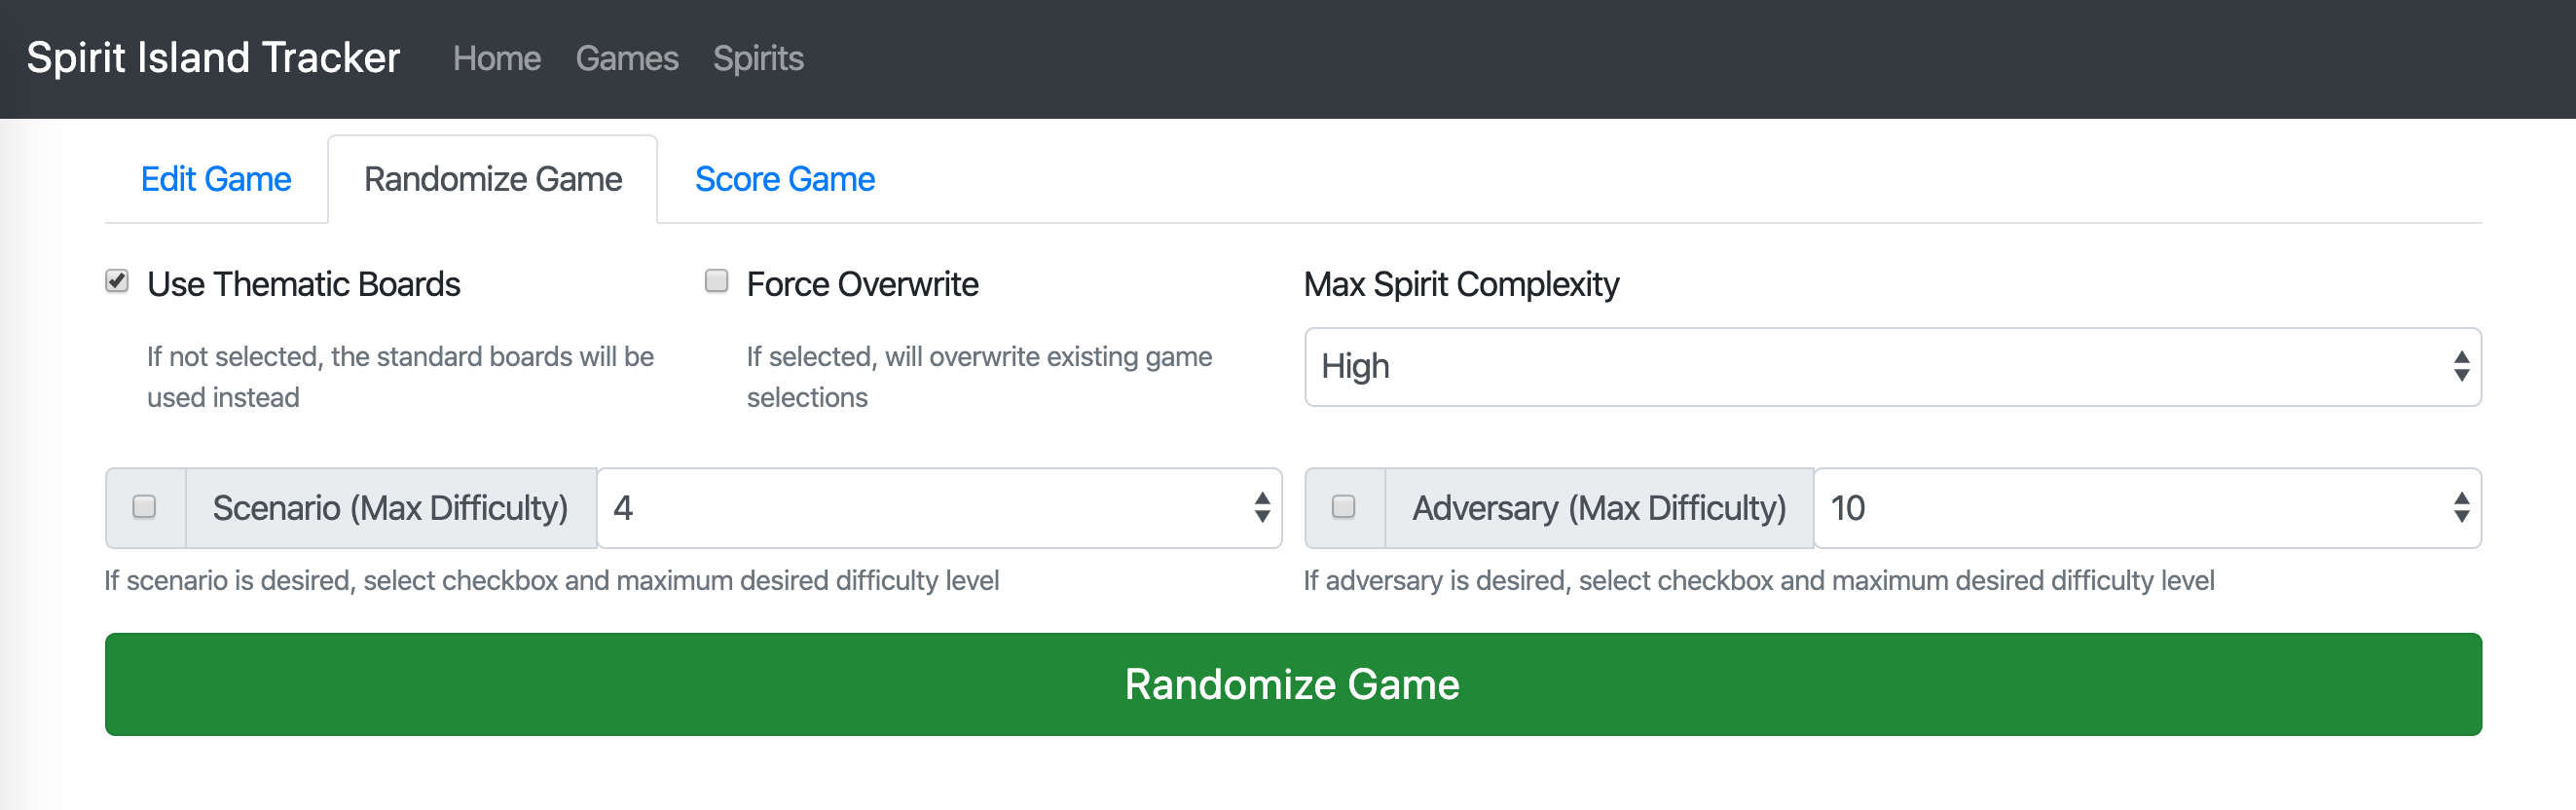 Spirit Island Tracker Home Games Spirits
Edit Game Randomize Game Score Game
Use Thematic Boards
If not selected, the standard boards will be
used instead
Force Overwrite
If selected, will overwrite existing game
selections
Max Spirit Complexity
High
Scenario (Max Difficulty) 4
If scenario is desired, select checkbox and maximum desired difficulty level
Adversary (Max Difficulty) 10
If adversary is desired, select checkbox and maximum desired difficulty level
Randomize Game